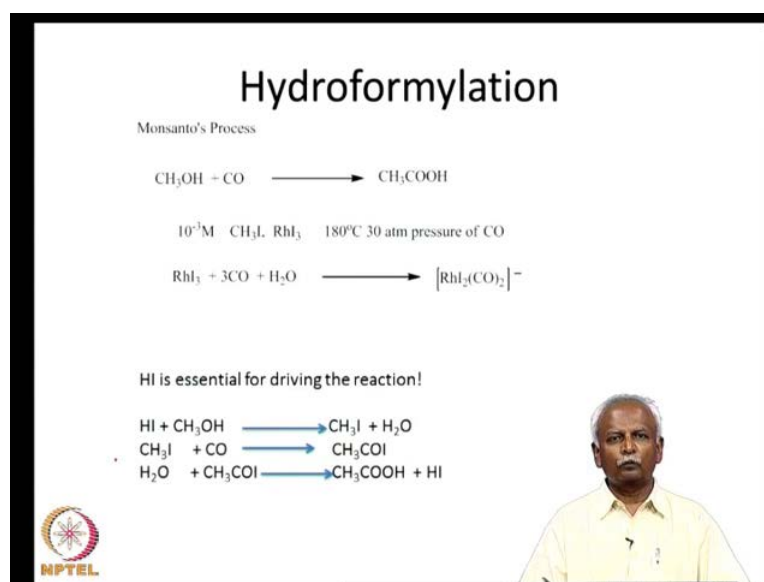 Hydroformylation
Monsanto's Process
CH₃OH + CO ⟶ CH₃COOH
10⁻³M CH₃I. RhI₃ 180°C 30 atm pressure of CO
RhI₃ + 3CO + H₂O ⟶ [RhI₂(CO)₂]⁻
HI is essential for driving the reaction!
HI + CH₃OH ⟶ CH₃I + H₂O
CH₃I + CO ⟶ CH₃COI
H₂O + CH₃COI ⟶ CH₃COOH + HI
NPTEL